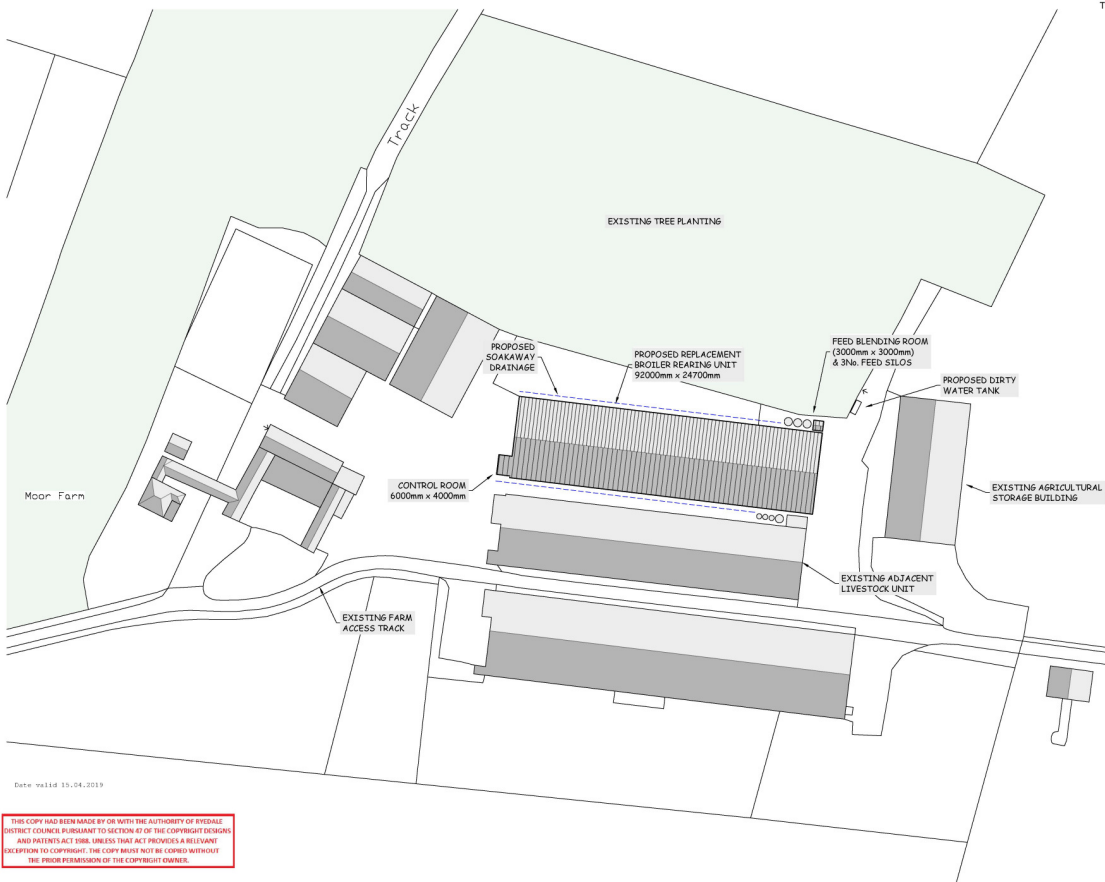 T
Track
EXISTING TREE PLANTING
PROPOSED
SOAKAWAY
DRAINAGE
PROPOSED REPLACEMENT
BROILER REARING UNIT
92000mm x 24700mm
FEED BLENDING ROOM
(3000mm x 3000mm)
& 3No. FEED SILOS
PROPOSED DIRTY
WATER TANK
CONTROL ROOM
6000mm x 4000mm
Moor Farm
EXISTING AGRICULTURAL
STORAGE BUILDING
EXISTING ADJACENT
LIVESTOCK UNIT
EXISTING FARM
ACCESS TRACK
Date valid 15.04.2019
THIS COPY HAD BEEN MADE BY OR WITH THE AUTHORITY OF RYEDALE
DISTRICT COUNCIL PURSUANT TO SECTION 47 OF THE COPYRIGHT DESIGNS
AND PATENTS ACT 1988. UNLESS THAT ACT PROVIDES A RELEVANT
EXCEPTION TO COPYRIGHT. THE COPY MUST NOT BE COPIED WITHOUT
THE PRIOR PERMISSION OF THE COPYRIGHT OWNER.